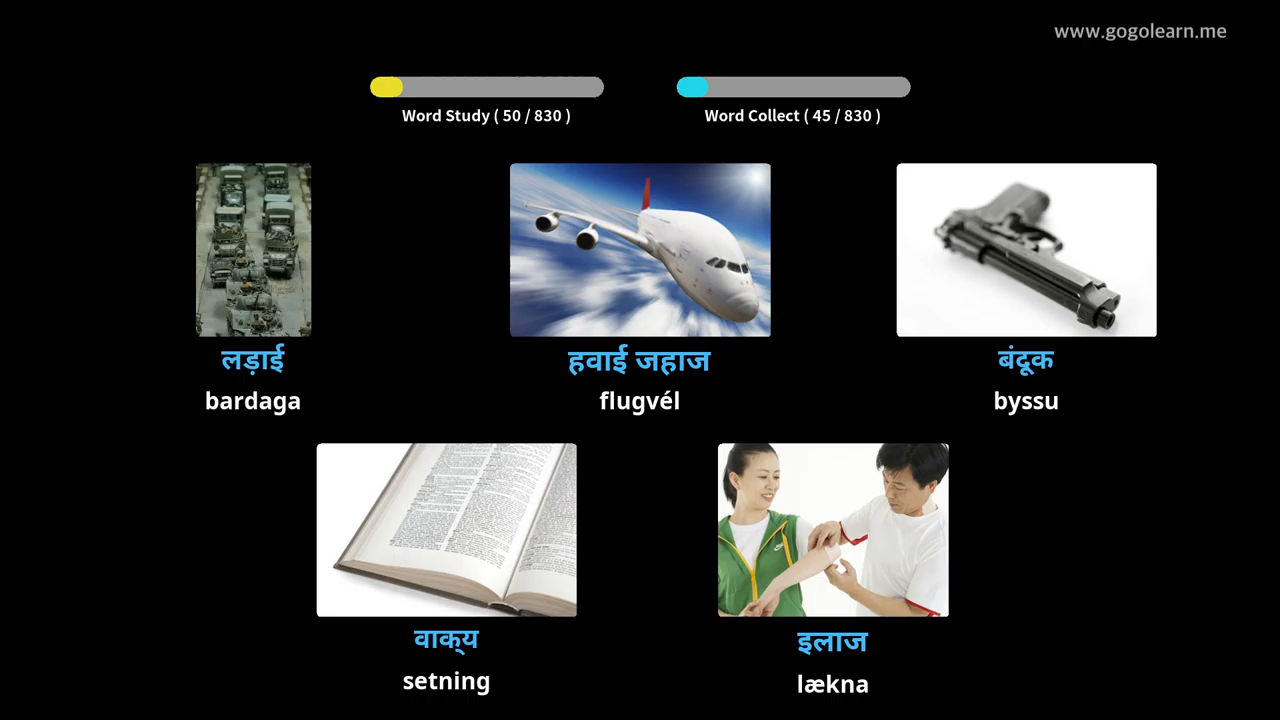 www.gogolearn.me
Word Study ( 50 / 830 )
Word Collect ( 45 / 830 )
लड़ाई
हवाई जहाज
बंदूक
bardaga
flugvél
byssu
वाक्य
इलाज
setning
lækna